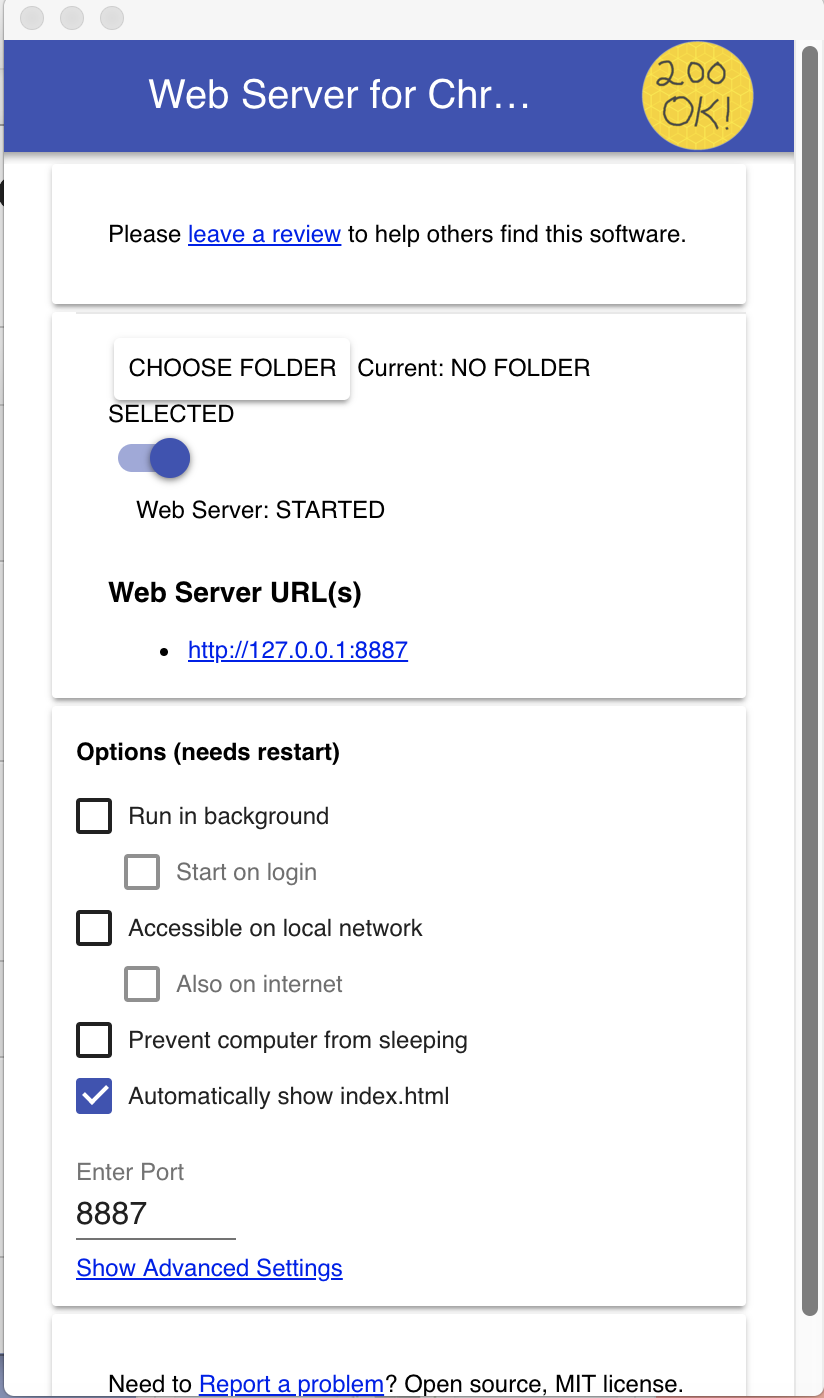 Web Server for Chr…
200
OK!
Please leave a review to help others find this software.
CHOOSE FOLDER Current: NO FOLDER
SELECTED
Web Server: STARTED
Web Server URL(s)
http://127.0.0.1:8887
Options (needs restart)
Run in background
Start on login
Accessible on local network
Also on internet
Prevent computer from sleeping
Automatically show index.html
Enter Port
8887
Show Advanced Settings
Need to Report a problem? Open source, MIT license.